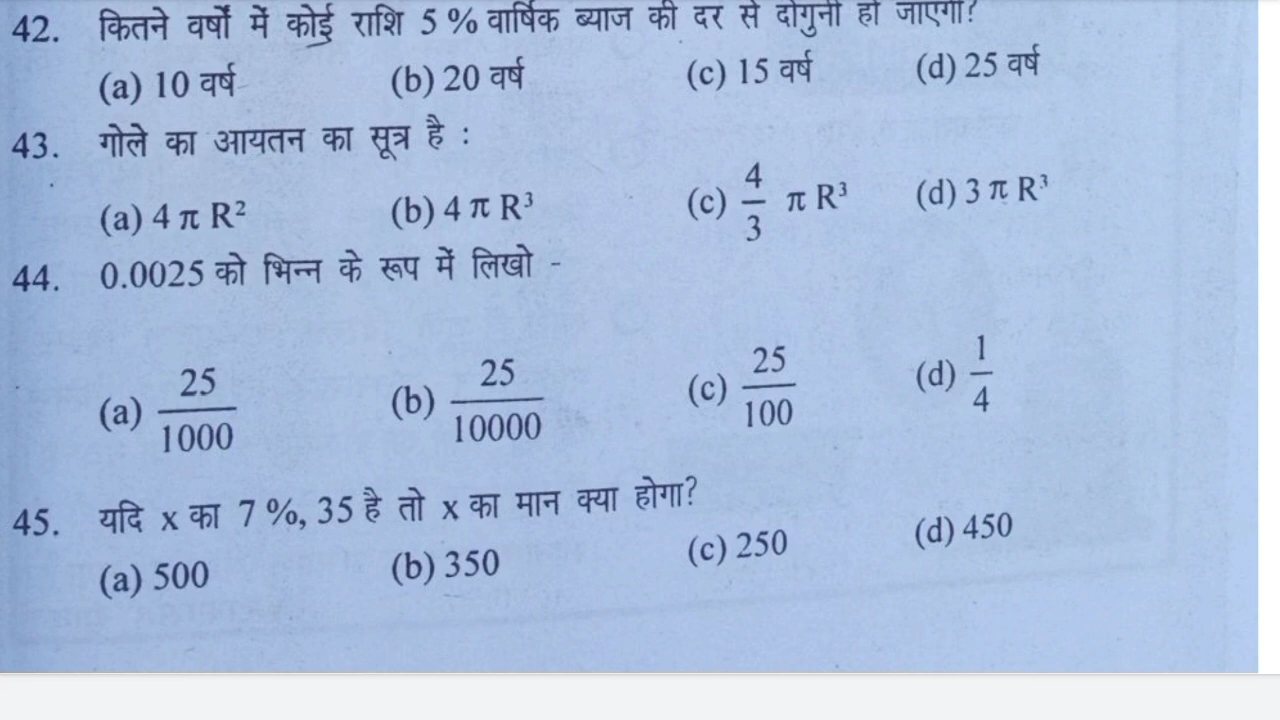 42. कितने वर्षों में कोई राशि 5 % वार्षिक ब्याज की दर से दोगुनी हो जाएगी?
(a) 10 वर्ष (b) 20 वर्ष (c) 15 वर्ष (d) 25 वर्ष
43. गोले का आयतन का सूत्र है :
(a) 4 π R² (b) 4 π R³ (c) 4/3 π R³ (d) 3 π R³
44. 0.0025 को भिन्न के रूप में लिखो -
(a) 25/1000 (b) 25/10000 (c) 25/100 (d) 1/4
45. यदि x का 7 %, 35 है तो x का मान क्या होगा?
(a) 500 (b) 350 (c) 250 (d) 450